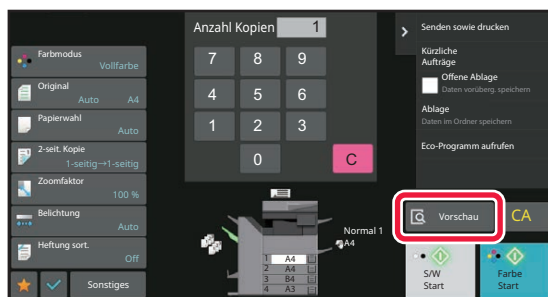 Anzahl Kopien 1
Farbmodus
Vollfarbe
Original
Auto A4
Papierwahl
Auto
2-seit. Kopie
1-seitig→1-seitig
Zoomfaktor
100 %
Belichtung
Auto
Heftung sort.
Off
Sonstiges
7 8 9
4 5 6
1 2 3
0 C
Normal 1
A4
1 A4
2 A4
3 B4
4 A3
Senden sowie drucken
Kürzliche
Aufträge
Offene Ablage
Daten vorüberg. speichern
Ablage
Daten im Ordner speichern
Eco-Programm aufrufen
Vorschau CA
S/W
Start
Farbe
Start